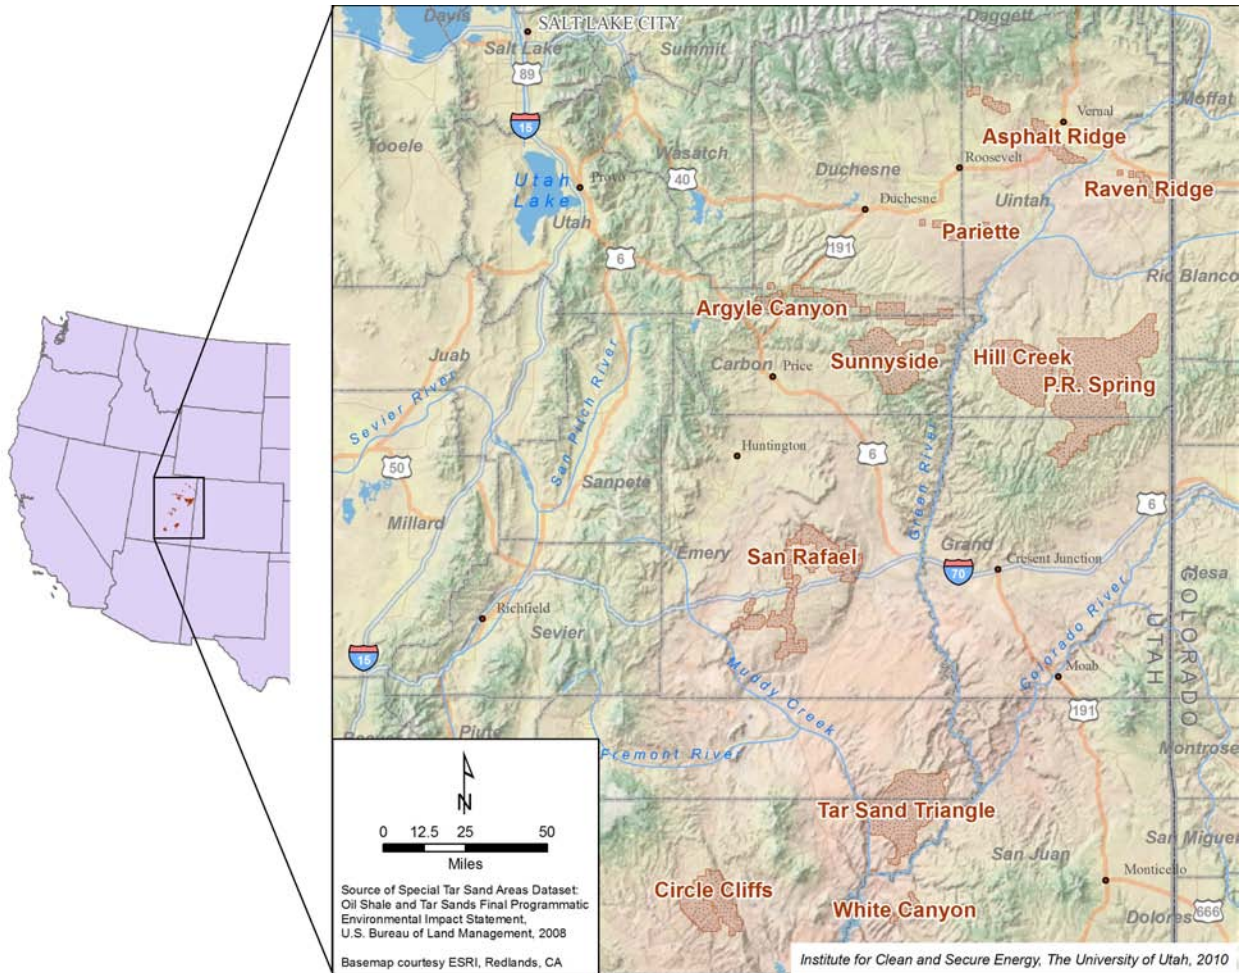 Davis
SALT LAKE CITY
Daggett
Salt Lake
Summit
89
Moffat
Vernal
15
Asphalt Ridge
Tooele
Wasatch
Duchesne
Roosevelt
40
Utah
Lake
Provo
Raven Ridge
Duchesne
Uintah
Utah
Pariette
191
6
Rio Blanco
Argyle Canyon
Juab
Carbon
Price
Sunnyside
Hill Creek
P.R. Spring
Sevier River
San Pitch River
Huntington
Green River
6
50
Sanpete
Millard
6
Emery
San Rafael
Grand
Cresent Junction
70
Mesa
COLORADO
UTAH
Richfield
Sevier
Colorado River
15
Muddy Creek
Moab
191
Piute
Fremont River
Montrose
N
Tar Sand Triangle
0 12.5 25 50
Miles
San Juan
San Miguel
Monticello
Circle Cliffs
White Canyon
Dolores
666
Source of Special Tar Sand Areas Dataset:
Oil Shale and Tar Sands Final Programmatic
Environmental Impact Statement,
U.S. Bureau of Land Management, 2008
Basemap courtesy ESRI, Redlands, CA
Institute for Clean and Secure Energy, The University of Utah, 2010